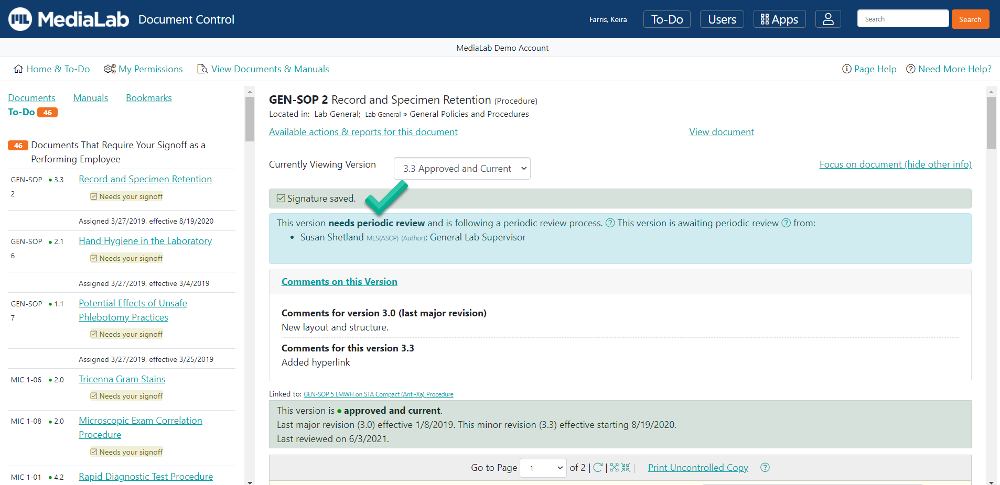 ML MediaLab Document Control
Farris, Keira
To-Do
Users
Apps
Search
Search
MediaLab Demo Account
Home & To-Do
My Permissions
View Documents & Manuals
Page Help
Need More Help?
Documents
Manuals
Bookmarks
To-Do 46
46 Documents That Require Your Signoff as a
Performing Employee
GEN-SOP 3.3 Record and Specimen Retention
2
Needs your signoff
Assigned 3/27/2019, effective 8/19/2020
GEN-SOP 2.1 Hand Hygiene in the Laboratory
6
Needs your signoff
Assigned 3/27/2019, effective 3/4/2019
GEN-SOP 1.1 Potential Effects of Unsafe
7 Phlebotomy Practices
Needs your signoff
Assigned 3/27/2019, effective 3/25/2019
MIC 1-06 2.0 Tricenna Gram Stains
Needs your signoff
MIC 1-08 2.0 Microscopic Exam Correlation
Procedure
Needs your signoff
MIC 1-01 4.2 Rapid Diagnostic Test Procedure
GEN-SOP 2 Record and Specimen Retention (Procedure)
Located in: Lab General; Lab General » General Policies and Procedures
Available actions & reports for this document
View document
Currently Viewing Version
3.3 Approved and Current
Focus on document (hide other info)
Signature saved.
This version needs periodic review and is following a periodic review process. This version is awaiting periodic review from:
• Susan Shetland MLS(ASCP) (Author): General Lab Supervisor
Comments on this Version
Comments for version 3.0 (last major revision)
New layout and structure.
Comments for this version 3.3
Added hyperlink
Linked to: GEN-SOP 5 LMWH on STA Compact (Anti-Xa) Procedure
This version is • approved and current.
Last major revision (3.0) effective 1/8/2019. This minor revision (3.3) effective starting 8/19/2020.
Last reviewed on 6/3/2021.
Go to Page 1 of 2 | | | Print Uncontrolled Copy